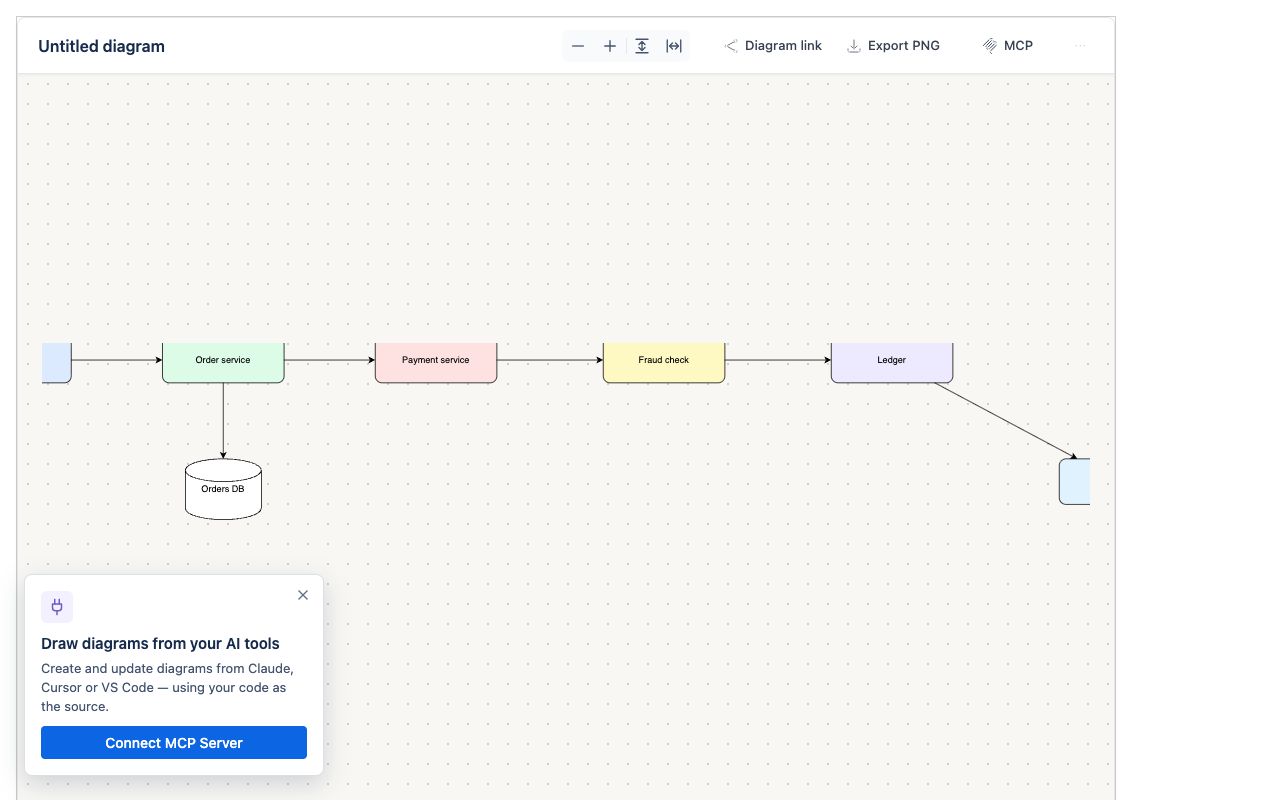 Untitled diagram
Diagram link
Export PNG
MCP
Order service
Payment service
Fraud check
Ledger
Orders DB
Draw diagrams from your AI tools
Create and update diagrams from Claude,
Cursor or VS Code — using your code as
the source.
Connect MCP Server